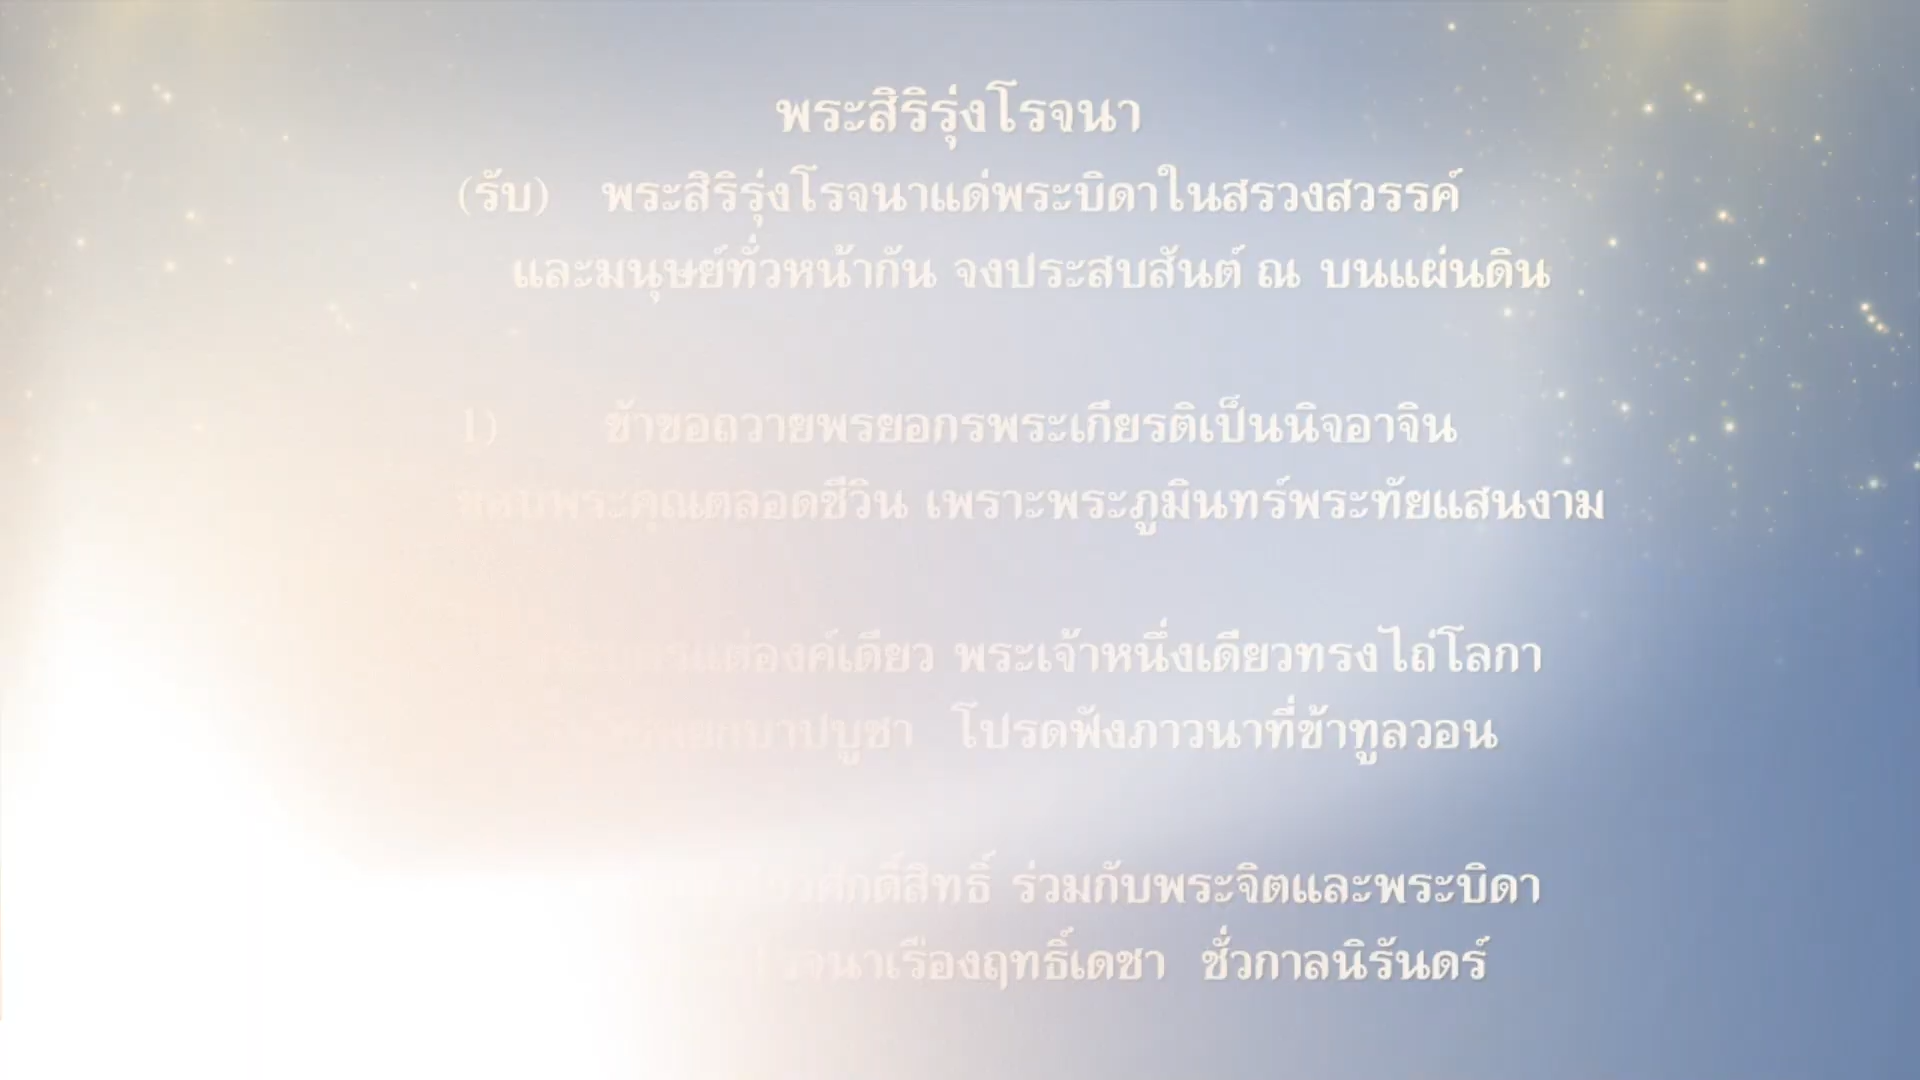 พระสิริรุ่งโรจนา
(รับ) พระสิริรุ่งโรจนาแด่พระบิดาในสรวงสวรรค์
และมนุษย์ทั่วหน้ากัน จงประสบสันต์ ณ บนแผ่นดิน
1) ข้าขอถวายพรยอกรพระเกียรติเป็นนิจอาจิน
พระคุณตลอดชีวิน เพราะพระภูมินทร์พระทัยแสนงาม
แต่องค์เดียว พระเจ้าหนึ่งเดียวทรงไถ่โลกา
บาปบูชา โปรดฟังภาวนาที่ข้าทูลวอน
ศักดิ์สิทธิ์ ร่วมกับพระจิตและพระบิดา
โรจนาเรืองฤทธิ์เดชา ชั่วกาลนิรันดร์